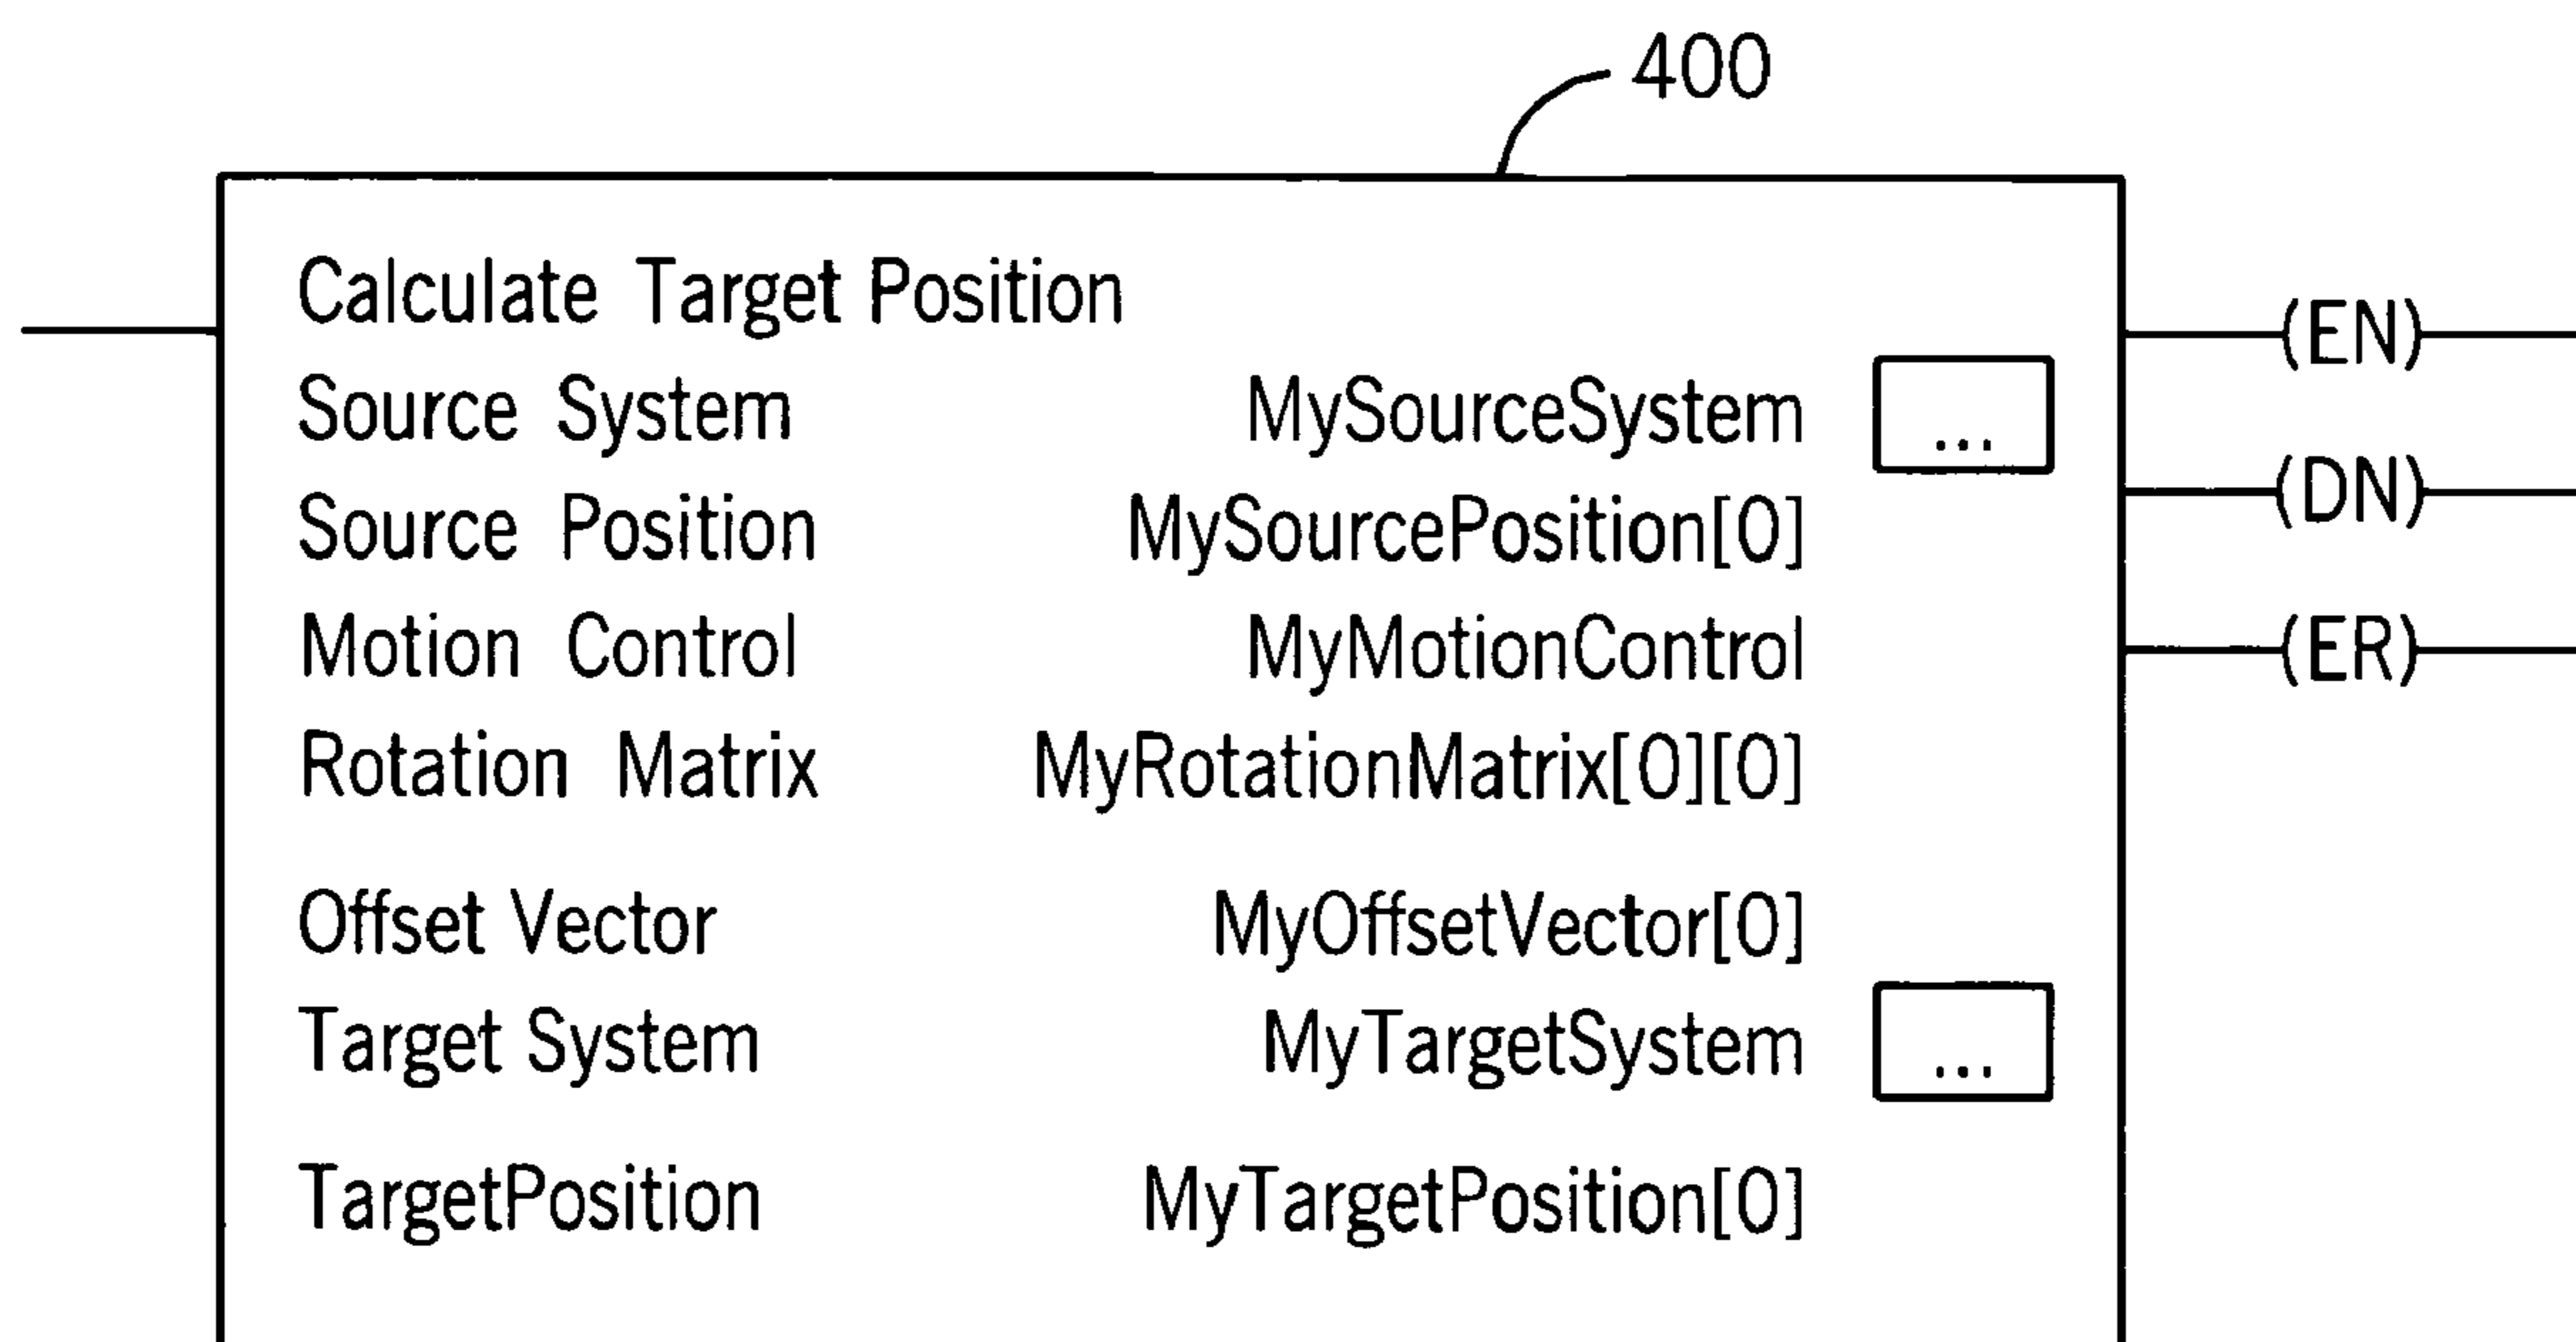 400
Calculate Target Position
(EN)
Source System MySourceSystem ...
Source Position MySourcePosition[0]
(DN)
Motion Control MyMotionControl
(ER)
Rotation Matrix MyRotationMatrix[0][0]
Offset Vector MyOffsetVector[0]
Target System MyTargetSystem ...
TargetPosition MyTargetPosition[0]